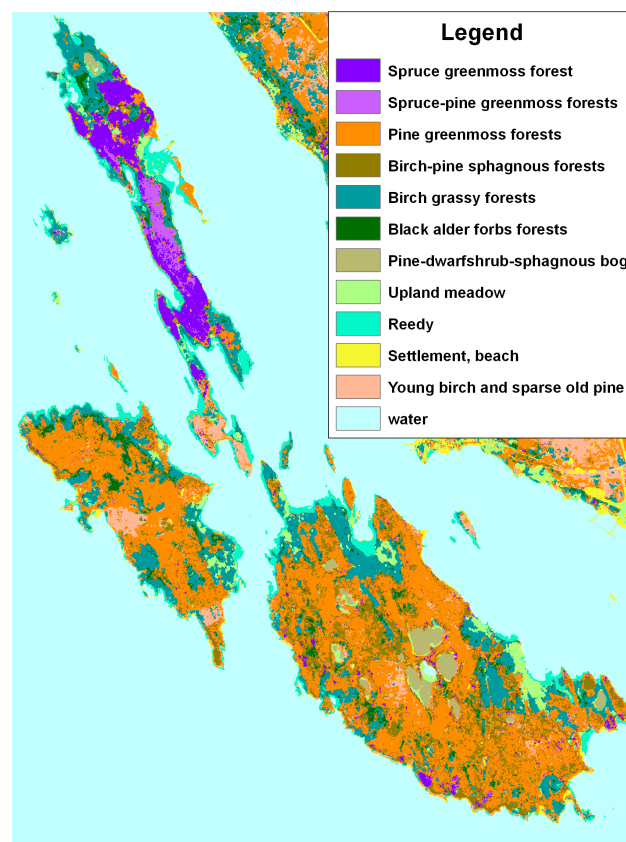 Legend
Spruce greenmoss forest
Spruce-pine greenmoss forests
Pine greenmoss forests
Birch-pine sphagnous forests
Birch grassy forests
Black alder forbs forests
Pine-dwarfshrub-sphagnous bog
Upland meadow
Reedy
Settlement, beach
Young birch and sparse old pine
water